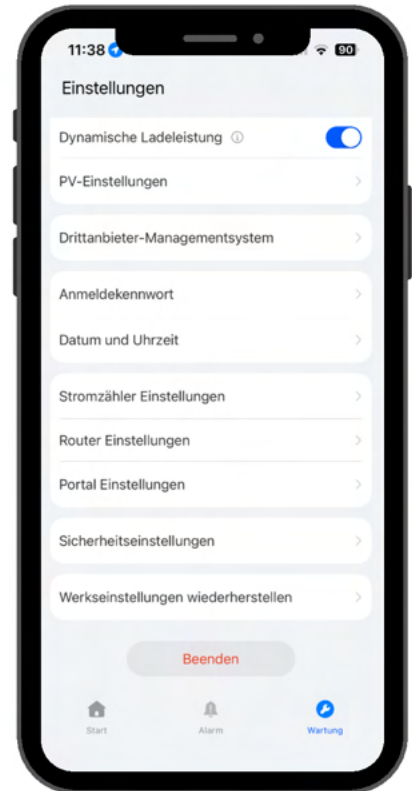 11:38
90
Einstellungen
Dynamische Ladeleistung
PV-Einstellungen
Drittanbieter-Managementsystem
Anmeldekennwort
Datum und Uhrzeit
Stromzähler Einstellungen
Router Einstellungen
Portal Einstellungen
Sicherheitseinstellungen
Werkseinstellungen wiederherstellen
Beenden
Start
Alarm
Wartung